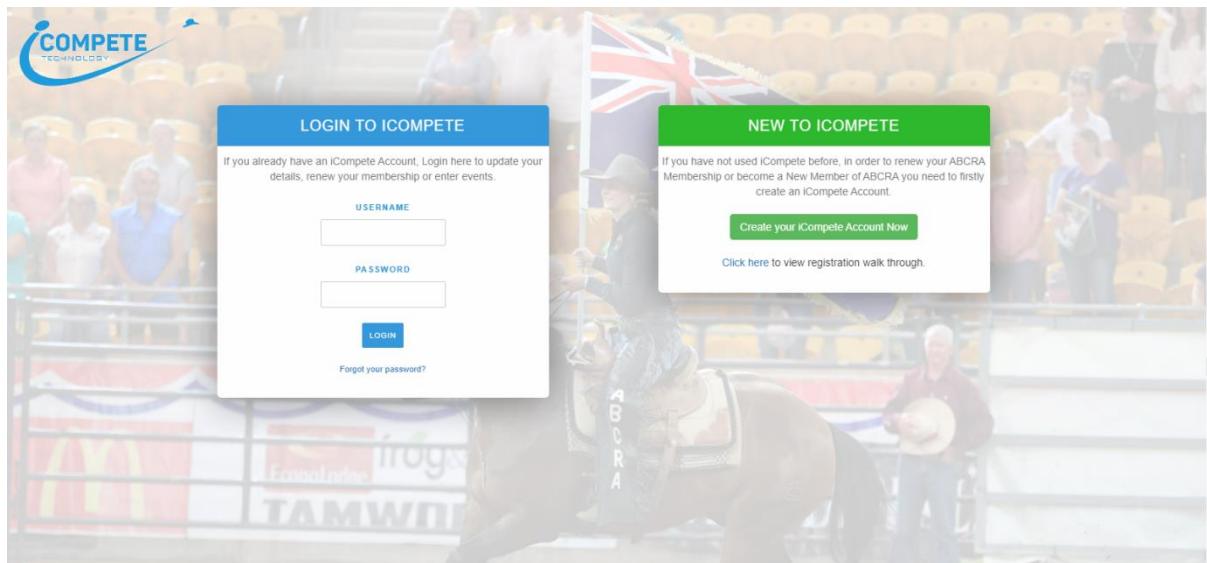 iCOMPETE
TECHNOLOGY
LOGIN TO ICOMPETE
If you already have an iCompete Account, Login here to update your
details, renew your membership or enter events.
USERNAME
PASSWORD
LOGIN
Forgot your password?
NEW TO ICOMPETE
If you have not used iCompete before, in order to renew your ABCRA
Membership or become a New Member of ABCRA you need to firstly
create an iCompete Account.
Create your iCompete Account Now
Click here to view registration walk through.
ABCRA
EconoLodge
frog